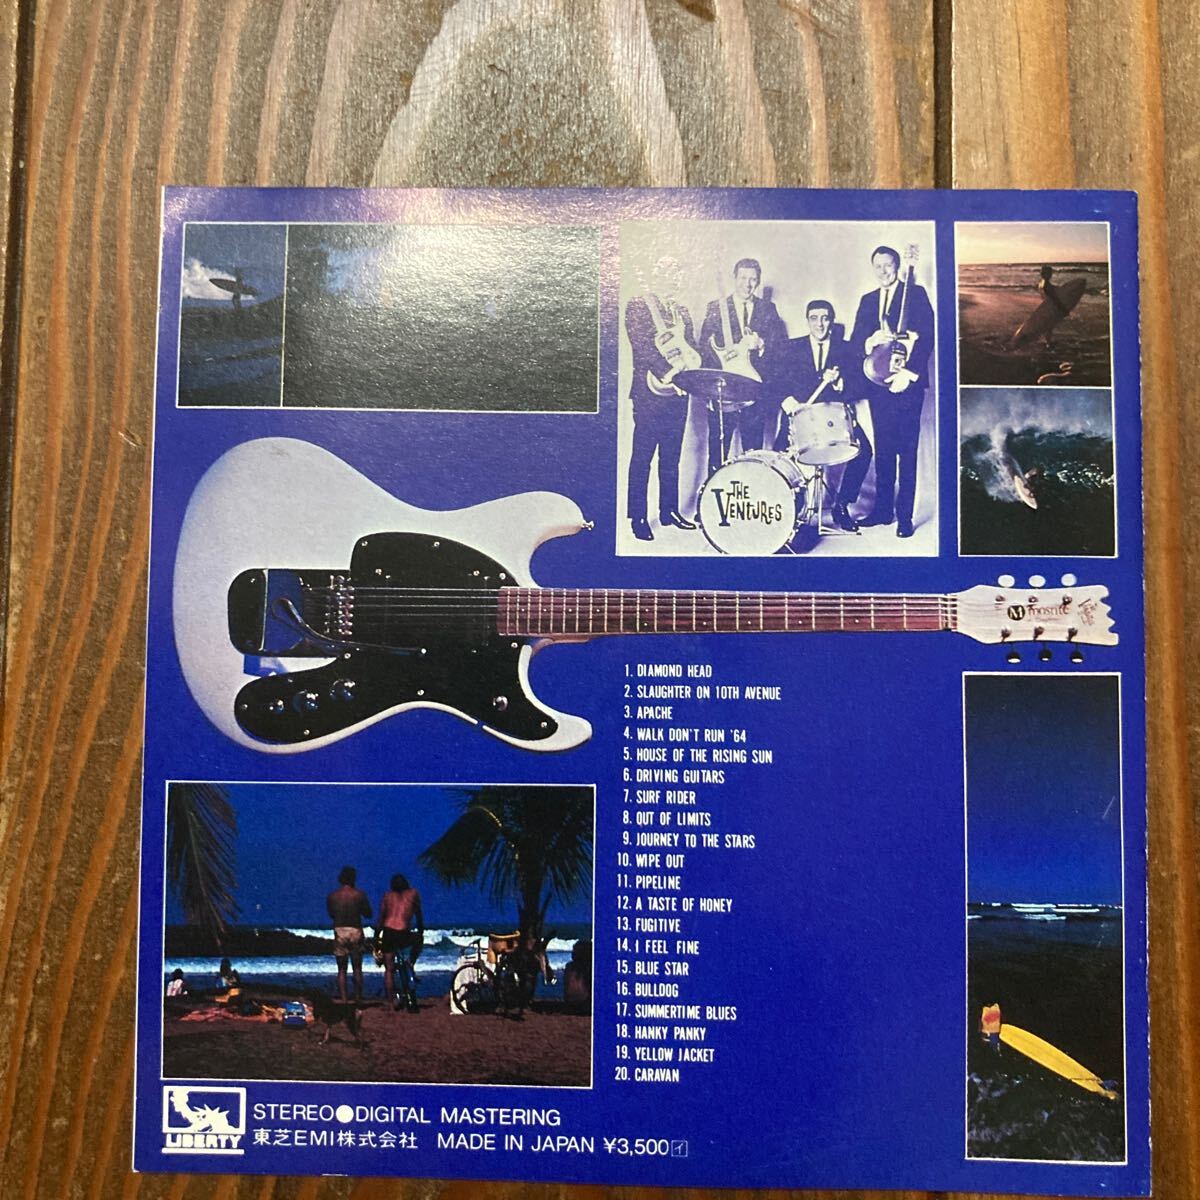 THE
VENTURES
M mosrite
1. DIAMOND HEAD
2. SLAUGHTER ON 10TH AVENUE
3. APACHE
4. WALK DON'T RUN '64
5. HOUSE OF THE RISING SUN
6. DRIVING GUITARS
7. SURF RIDER
8. OUT OF LIMITS
9. JOURNEY TO THE STARS
10. WIPE OUT
11. PIPELINE
12. A TASTE OF HONEY
13. FUGITIVE
14. I FEEL FINE
15. BLUE STAR
16. BULLDOG
17. SUMMERTIME BLUES
18. HANKY PANKY
19. YELLOW JACKET
20. CARAVAN
LIBERTY
STEREO●DIGITAL MASTERING
東芝EMI株式会社 MADE IN JAPAN ¥3,500イ